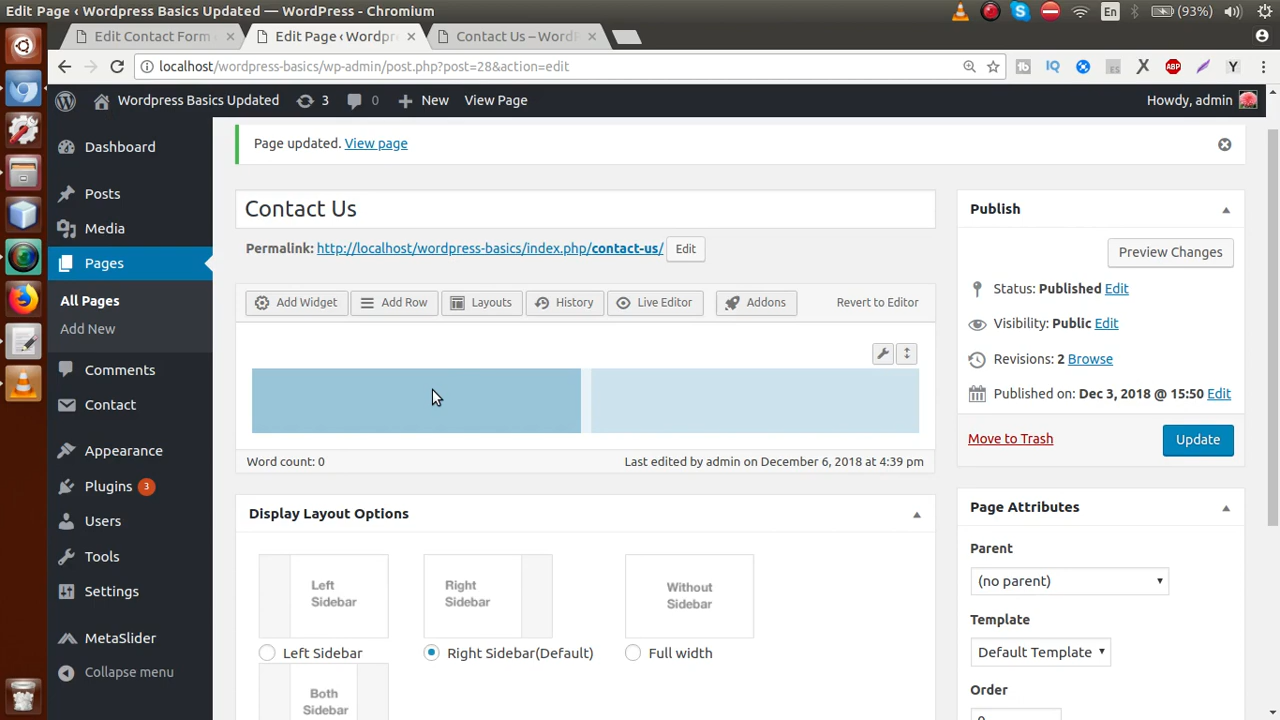 Edit Page ‹ Wordpress Basics Updated — WordPress - Chromium
En
(93%)
Edit Contact Form
Edit Page ‹ Wordpr
Contact Us – Word
localhost/wordpress-basics/wp-admin/post.php?post=28&action=edit
IQ
ES
ABP
Y
Wordpress Basics Updated
3
0
New
View Page
Howdy, admin
Dashboard
Posts
Media
Pages
All Pages
Add New
Comments
Contact
Appearance
Plugins 3
Users
Tools
Settings
MetaSlider
Collapse menu
Page updated. View page
Contact Us
Permalink: http://localhost/wordpress-basics/index.php/contact-us/ Edit
Add Widget
Add Row
Layouts
History
Live Editor
Addons
Revert to Editor
Word count: 0
Last edited by admin on December 6, 2018 at 4:39 pm
Display Layout Options
Left Sidebar
Right Sidebar
Without Sidebar
Left Sidebar
Right Sidebar(Default)
Full width
Both Sidebar
Publish
Preview Changes
Status: Published Edit
Visibility: Public Edit
Revisions: 2 Browse
Published on: Dec 3, 2018 @ 15:50 Edit
Move to Trash
Update
Page Attributes
Parent
(no parent)
Template
Default Template
Order